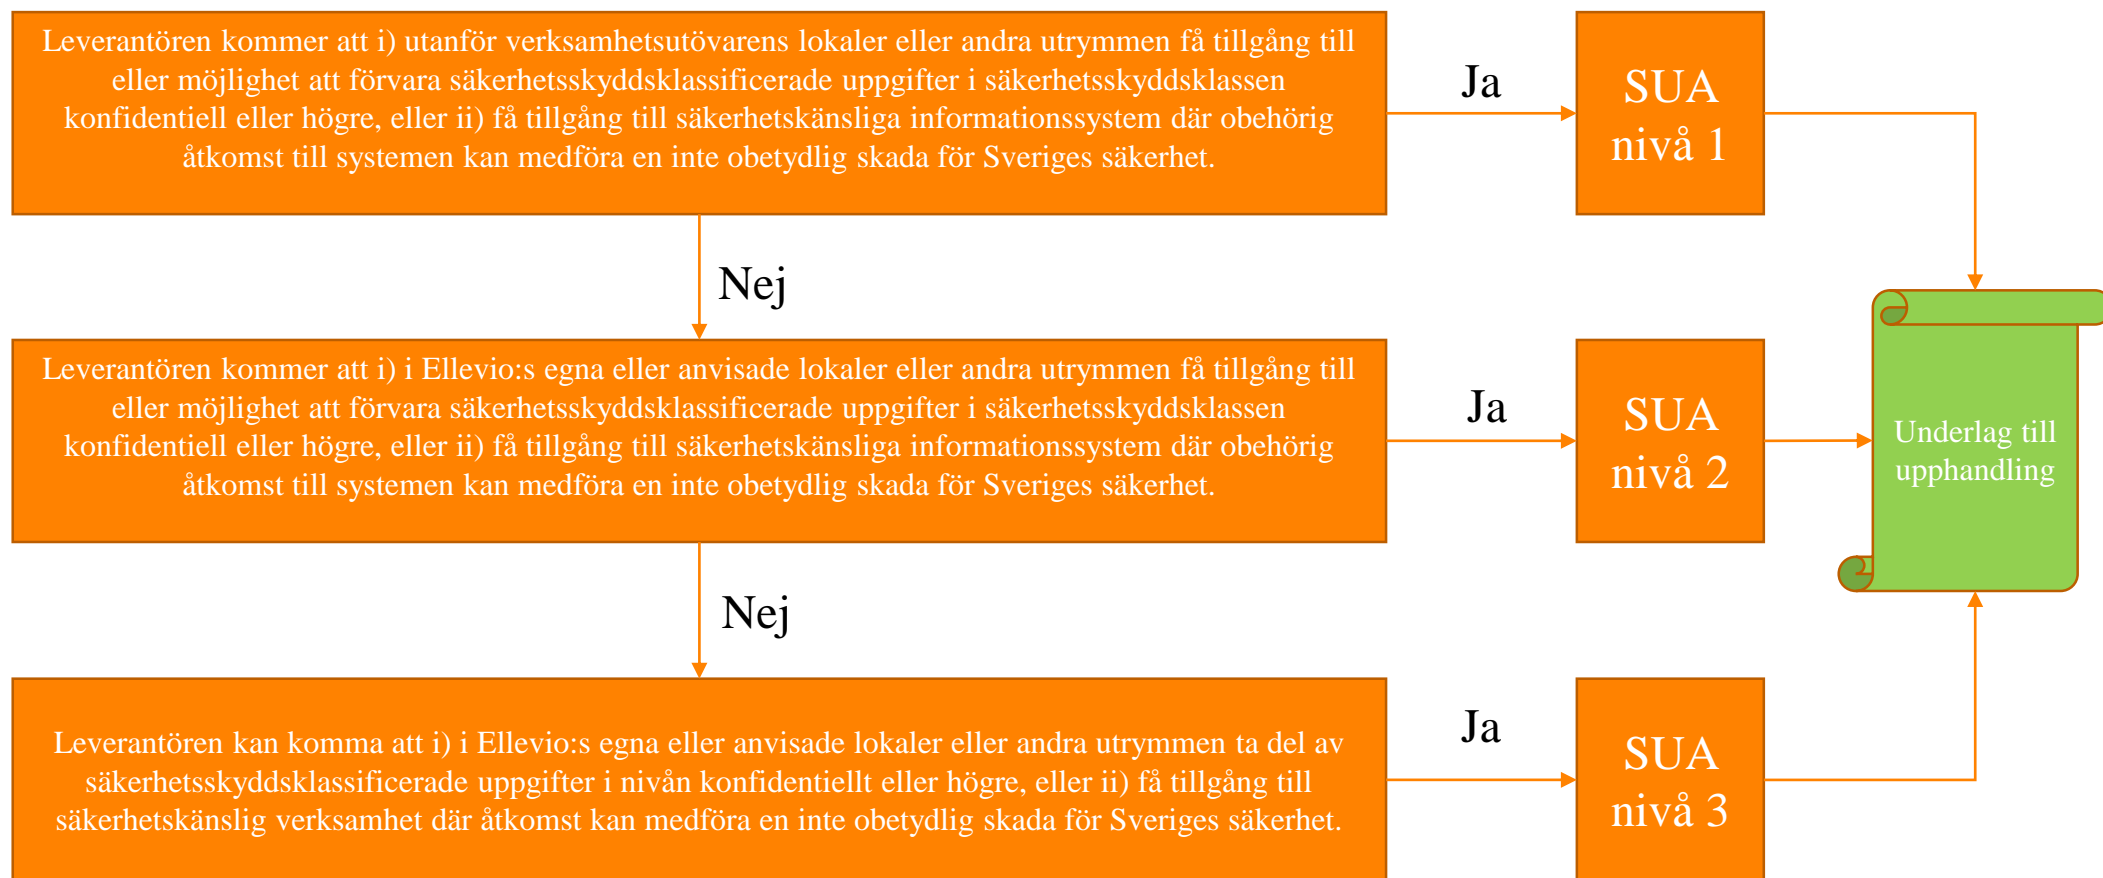 Leverantören kommer att i) utanför verksamhetsutövarens lokaler eller andra utrymmen få tillgång till
eller möjlighet att förvara säkerhetsskyddsklassificerade uppgifter i säkerhetsskyddsklassen
konfidentiell eller högre, eller ii) få tillgång till säkerhetskänsliga informationssystem där obehörig
åtkomst till systemen kan medföra en inte obetydlig skada för Sveriges säkerhet.
Ja
SUA
nivå 1
Nej
Leverantören kommer att i) i Ellevio:s egna eller anvisade lokaler eller andra utrymmen få tillgång till
eller möjlighet att förvara säkerhetsskyddsklassificerade uppgifter i säkerhetsskyddsklassen
konfidentiell eller högre, eller ii) få tillgång till säkerhetskänsliga informationssystem där obehörig
åtkomst till systemen kan medföra en inte obetydlig skada för Sveriges säkerhet.
Ja
SUA
nivå 2
Underlag till
upphandling
Nej
Leverantören kan komma att i) i Ellevio:s egna eller anvisade lokaler eller andra utrymmen ta del av
säkerhetsskyddsklassificerade uppgifter i nivån konfidentiellt eller högre, eller ii) få tillgång till
säkerhetskänslig verksamhet där åtkomst kan medföra en inte obetydlig skada för Sveriges säkerhet.
Ja
SUA
nivå 3